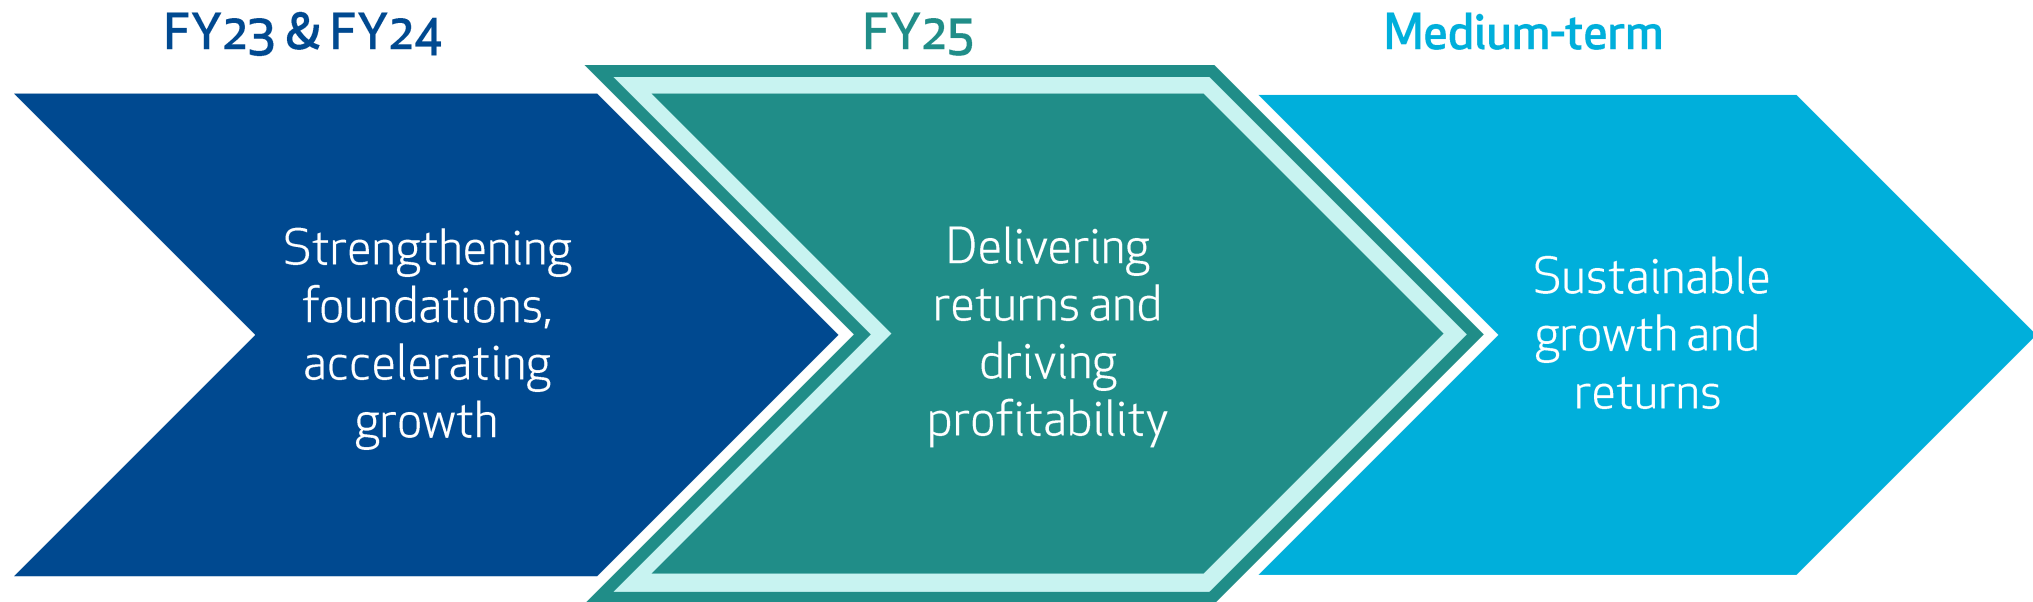 FY23 & FY24
FY25
Medium-term
Strengthening
foundations,
accelerating
growth
Delivering
returns and
driving
profitability
Sustainable
growth and
returns